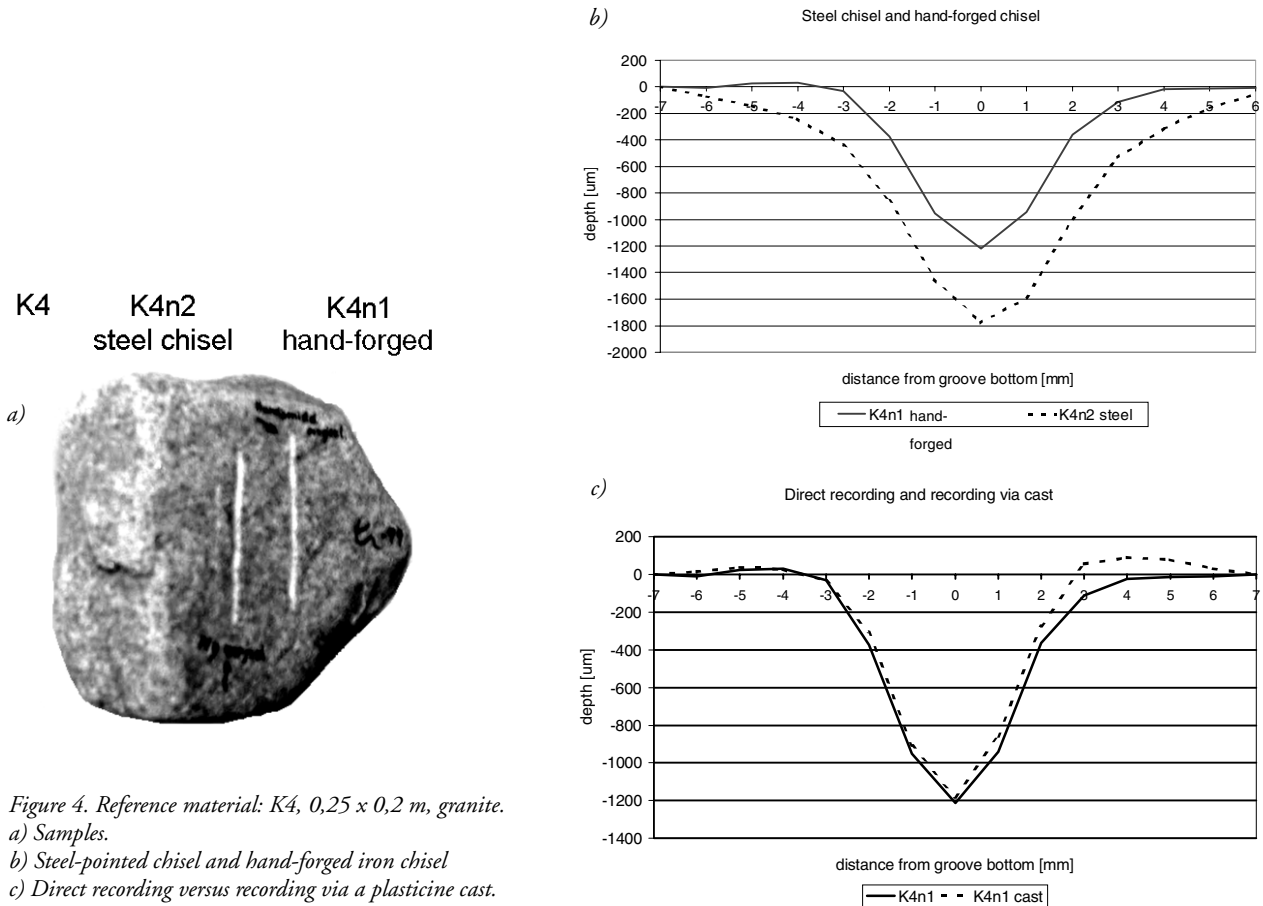 K4
K4n2
steel chisel
K4n1
hand-forged
a)
Figure 4. Reference material: K4, 0,25 x 0,2 m, granite.
a) Samples.
b) Steel-pointed chisel and hand-forged iron chisel
c) Direct recording versus recording via a plasticine cast.
b)
Steel chisel and hand-forged chisel
200
0
-200
-400
-600
-800
-1000
-1200
-1400
-1600
-1800
-2000
depth [um]
-7 -6 -5 -4 -3 -2 -1 0 1 2 3 4 5 6
distance from groove bottom [mm]
K4n1 hand-
forged
K4n2 steel
c)
Direct recording and recording via cast
200
0
-200
-400
-600
-800
-1000
-1200
-1400
depth [um]
-7 -6 -5 -4 -3 -2 -1 0 1 2 3 4 5 6 7
distance from groove bottom [mm]
K4n1 K4n1 cast